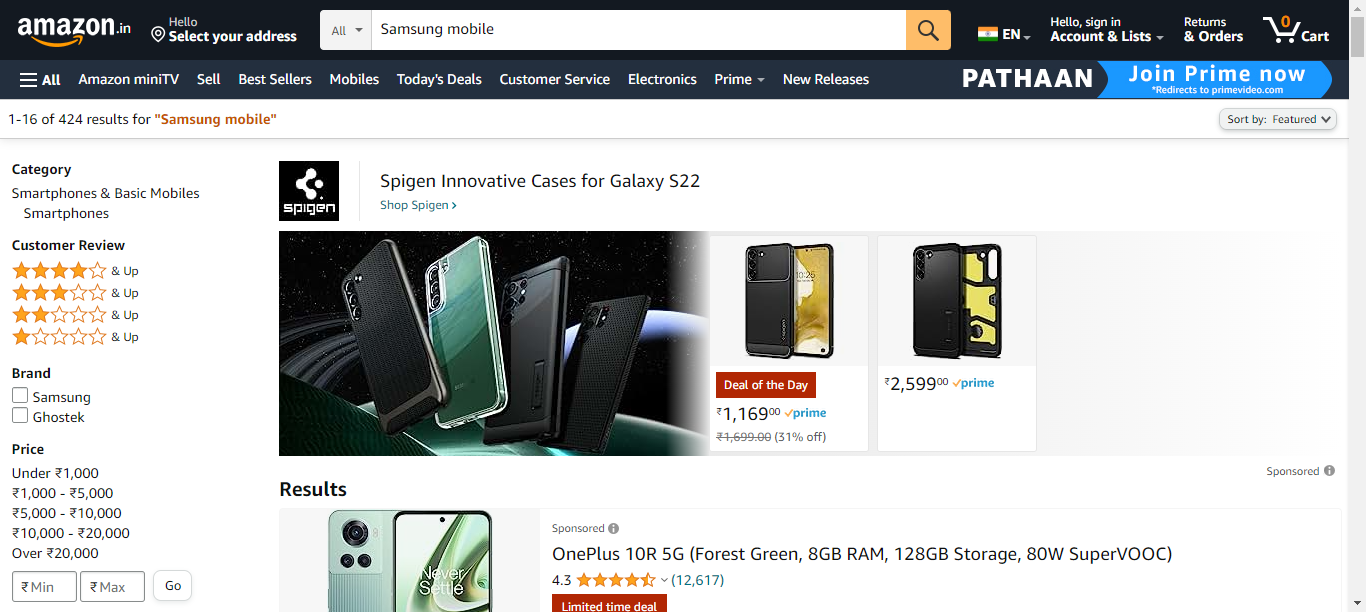 amazon.in
Hello
Select your address
All
Samsung mobile
EN
Hello, sign in
Account & Lists
Returns
& Orders
0
Cart
All
Amazon miniTV
Sell
Best Sellers
Mobiles
Today's Deals
Customer Service
Electronics
Prime
New Releases
PATHAAN
Join Prime now
*Redirects to primevideo.com
1-16 of 424 results for "Samsung mobile"
Sort by: Featured
Category
Smartphones & Basic Mobiles
Smartphones
Customer Review
& Up
& Up
& Up
& Up
Brand
Samsung
Ghostek
Price
Under ₹1,000
₹1,000 - ₹5,000
₹5,000 - ₹10,000
₹10,000 - ₹20,000
Over ₹20,000
₹ Min
₹ Max
Go
spigen
Spigen Innovative Cases for Galaxy S22
Shop Spigen ›
10:25
Deal of the Day
₹1,16900 prime
₹1,699.00 (31% off)
₹2,59900 prime
Sponsored
Results
Never
Settle
Sponsored
OnePlus 10R 5G (Forest Green, 8GB RAM, 128GB Storage, 80W SuperVOOC)
4.3 (12,617)
Limited time deal